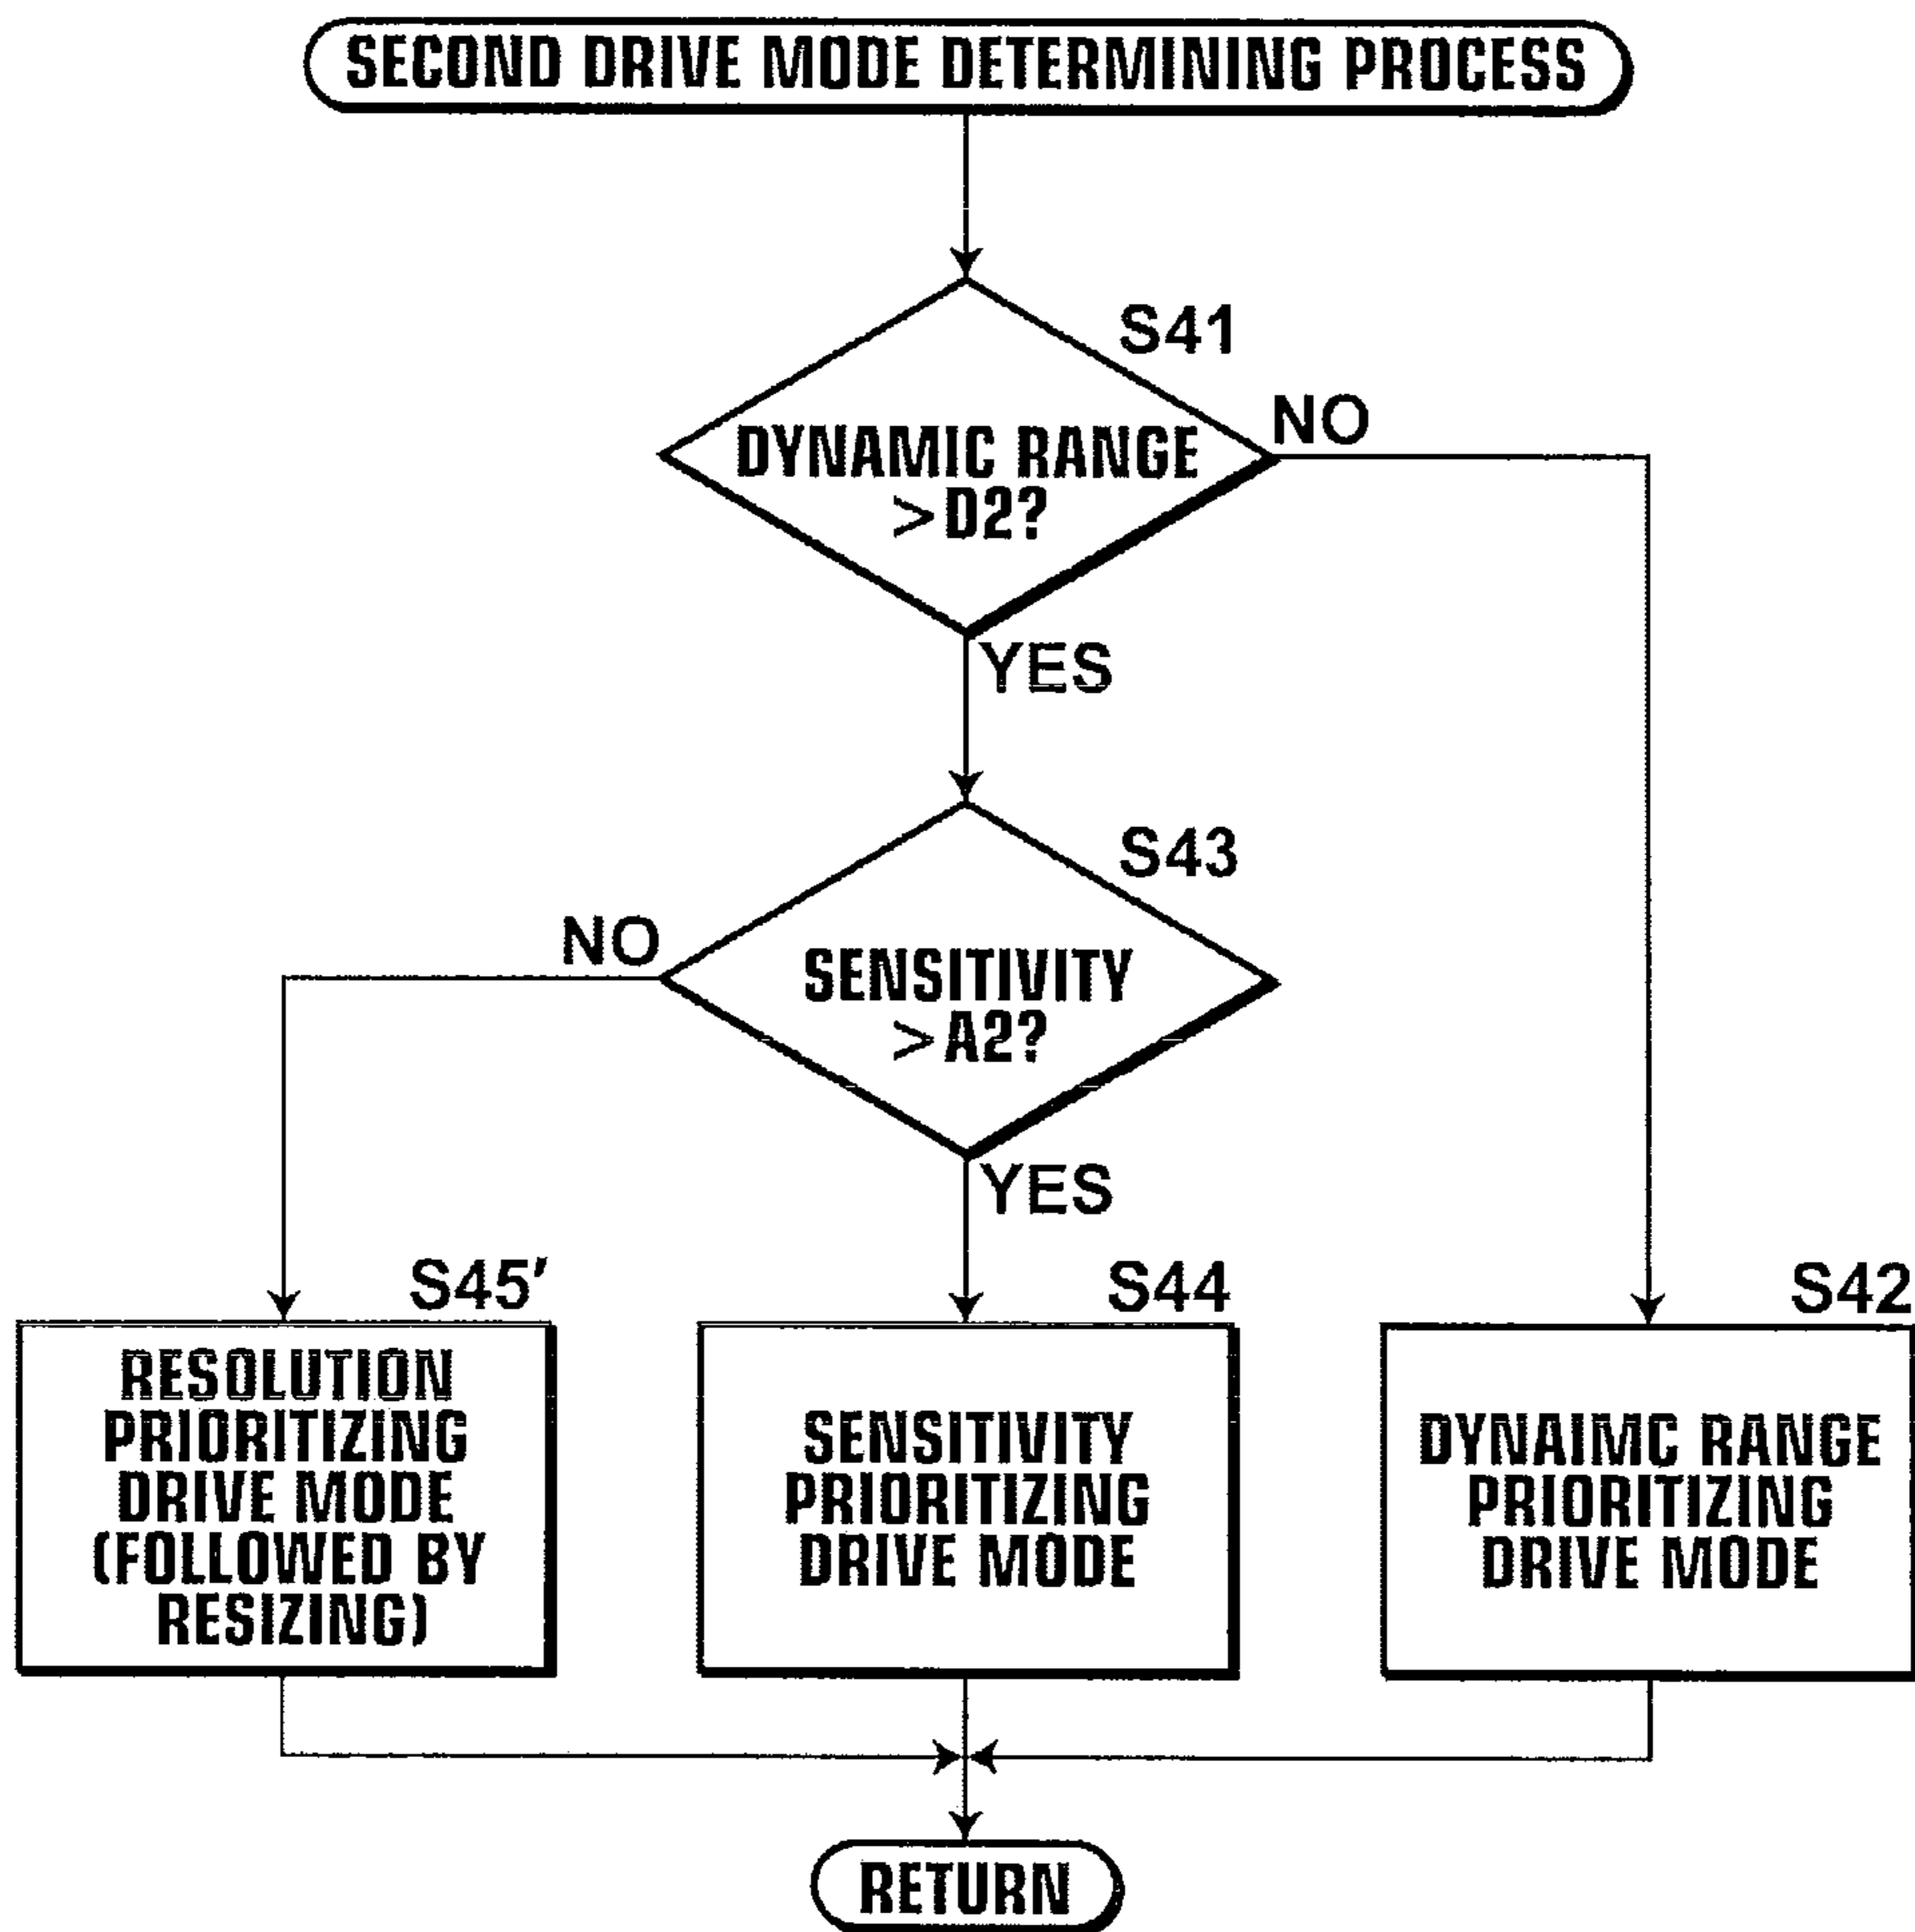 SECOND DRIVE MODE DETERMINING PROCESS
S41
DYNAMIC RANGE
>D2?
NO
YES
S43
SENSITIVITY
>A2?
NO
YES
S45′
RESOLUTION
PRIORITIZING
DRIVE MODE
(FOLLOWED BY
RESIZING)
S44
SENSITIVITY
PRIORITIZING
DRIVE MODE
S42
DYNAIMC RANGE
PRIORITIZING
DRIVE MODE
RETURN